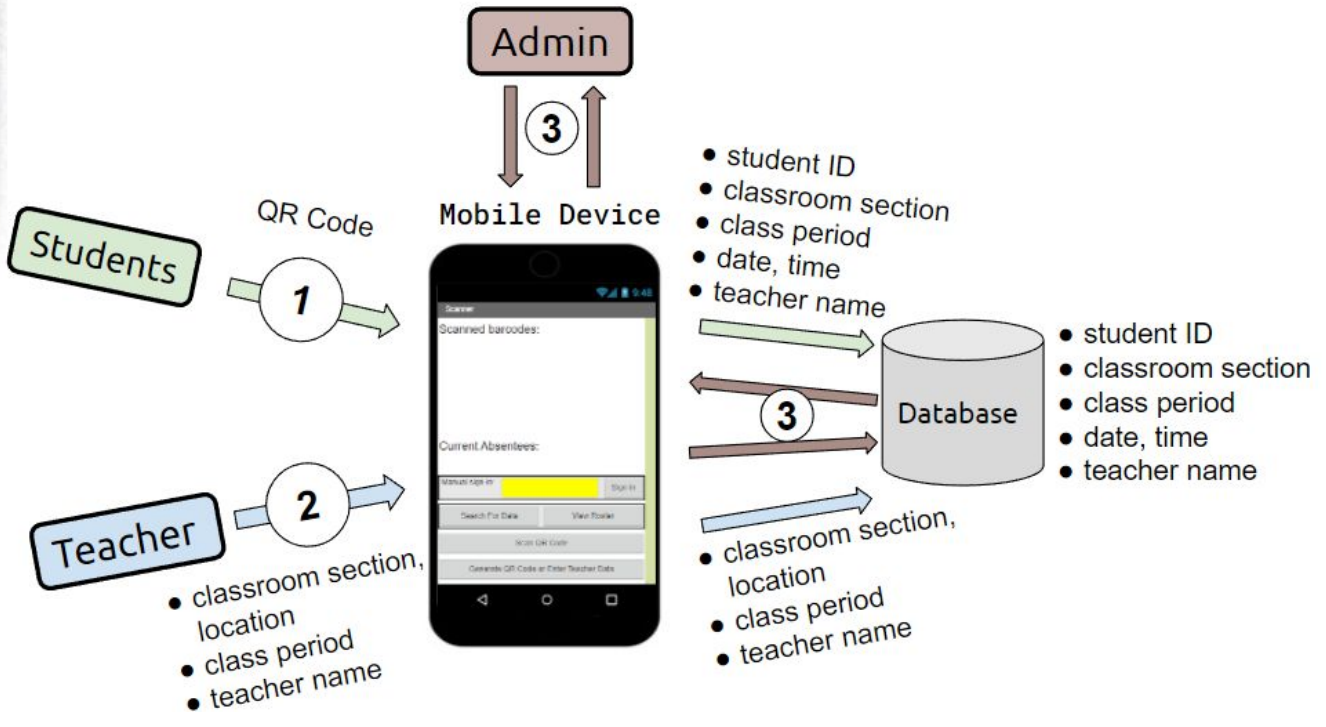 Admin
3
Mobile Device
QR Code
Students
1
● student ID
● classroom section
● class period
● date, time
● teacher name
9:48
Scanner
Scanned barcodes:
Current Absentees:
Manual sign-in:
Sign In
Search For Data
View Roster
Scan QR Code
Generate QR Code or Enter Teacher Data
3
Database
● student ID
● classroom section
● class period
● date, time
● teacher name
Teacher
2
● classroom section,
location
● class period
● teacher name
● classroom section,
location
● class period
● teacher name